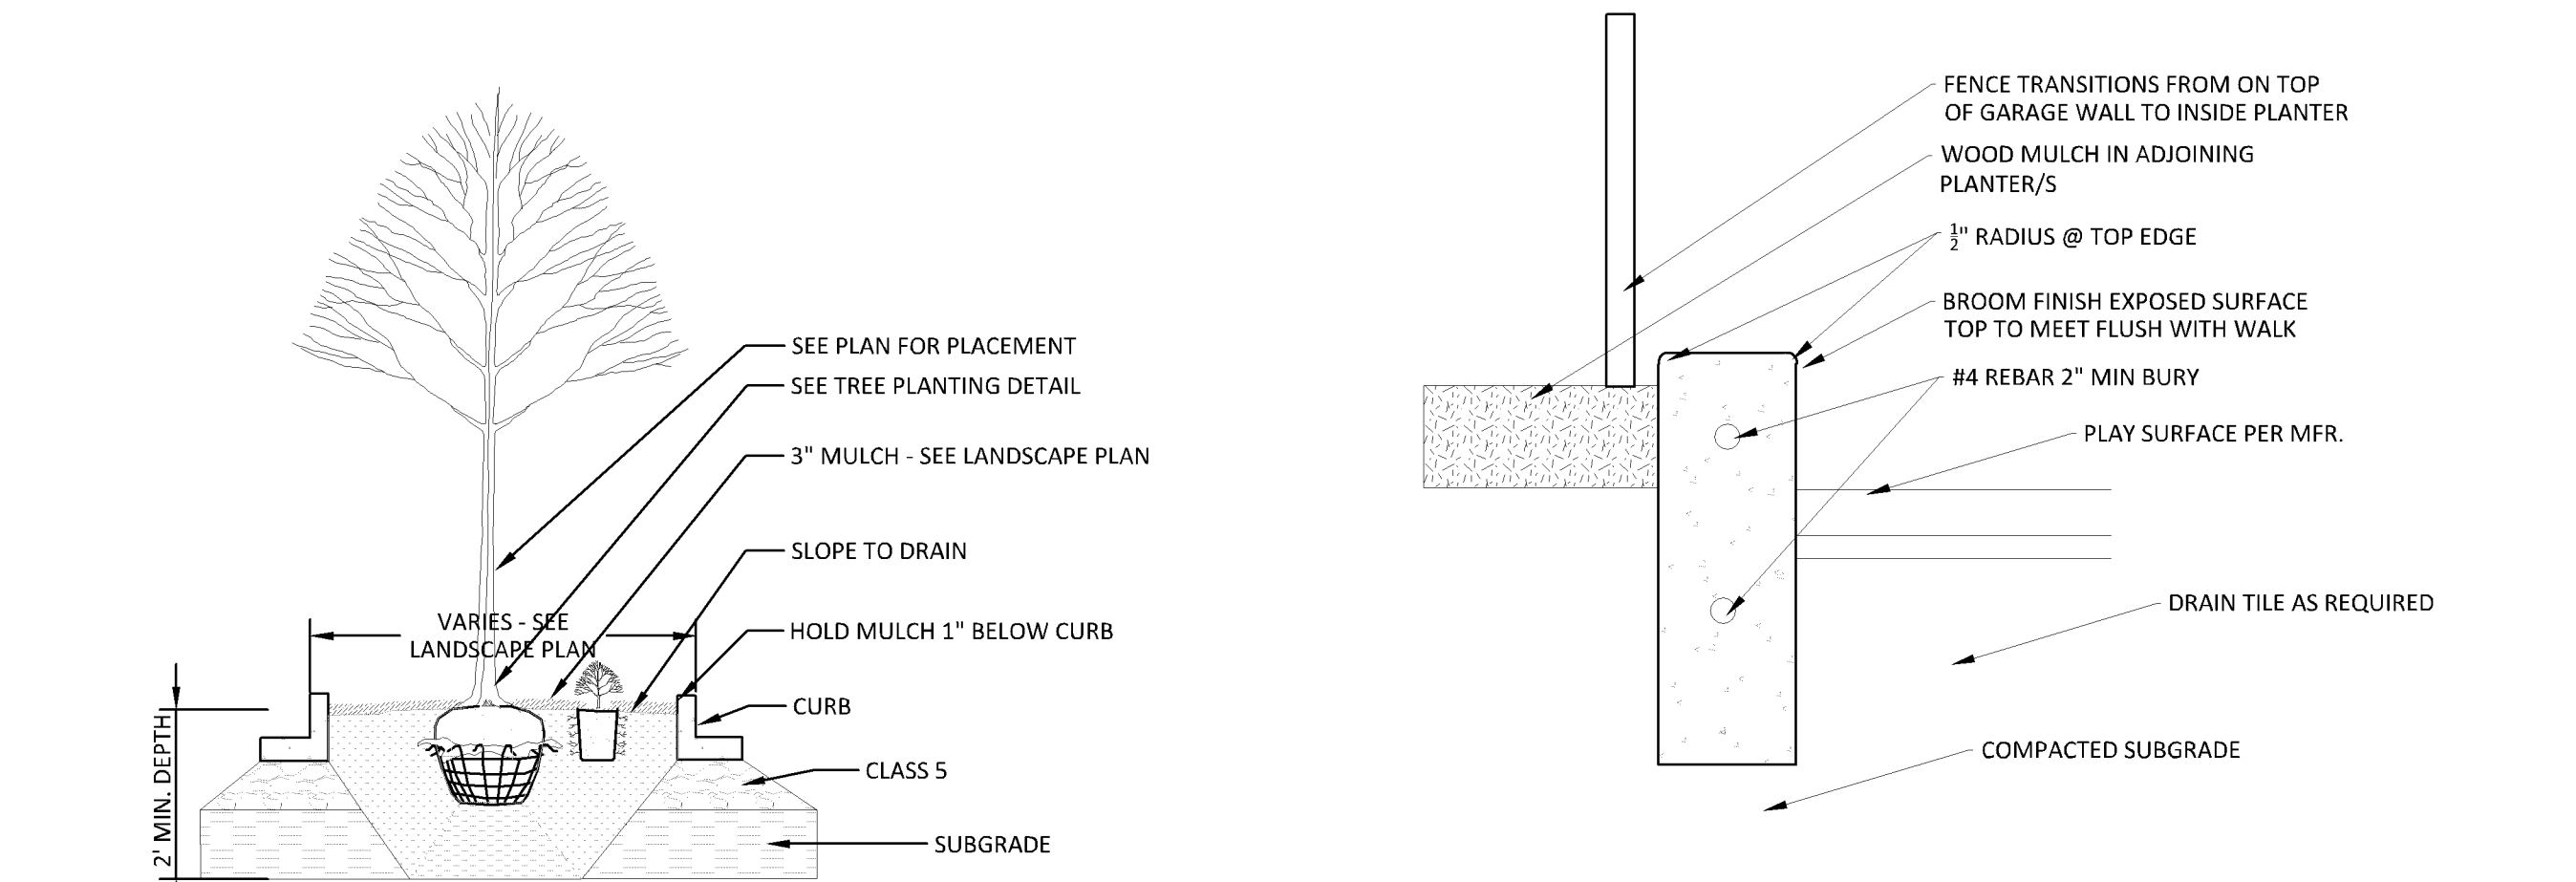 SEE PLAN FOR PLACEMENT
SEE TREE PLANTING DETAIL
3" MULCH - SEE LANDSCAPE PLAN
SLOPE TO DRAIN
VARIES - SEE
LANDSCAPE PLAN
HOLD MULCH 1" BELOW CURB
CURB
CLASS 5
SUBGRADE
2' MIN. DEPTH
FENCE TRANSITIONS FROM ON TOP
OF GARAGE WALL TO INSIDE PLANTER
WOOD MULCH IN ADJOINING
PLANTER/S
½" RADIUS @ TOP EDGE
BROOM FINISH EXPOSED SURFACE
TOP TO MEET FLUSH WITH WALK
#4 REBAR 2" MIN BURY
PLAY SURFACE PER MFR.
DRAIN TILE AS REQUIRED
COMPACTED SUBGRADE